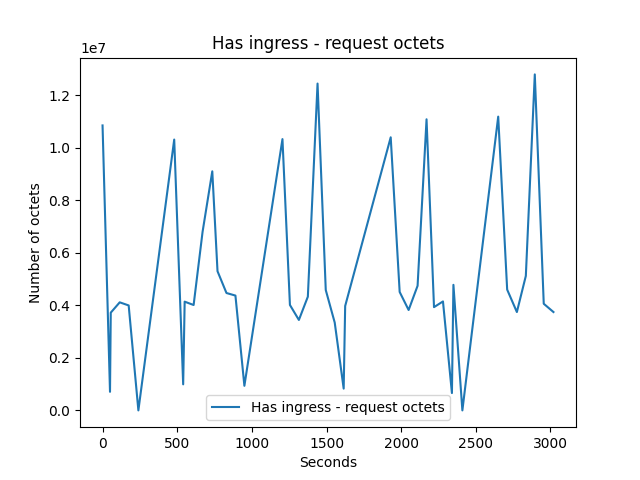 Has ingress - request octets
1e7
1.2
1.0
0.8
0.6
0.4
0.2
0.0
Number of octets
Has ingress - request octets
0 500 1000 1500 2000 2500 3000
Seconds